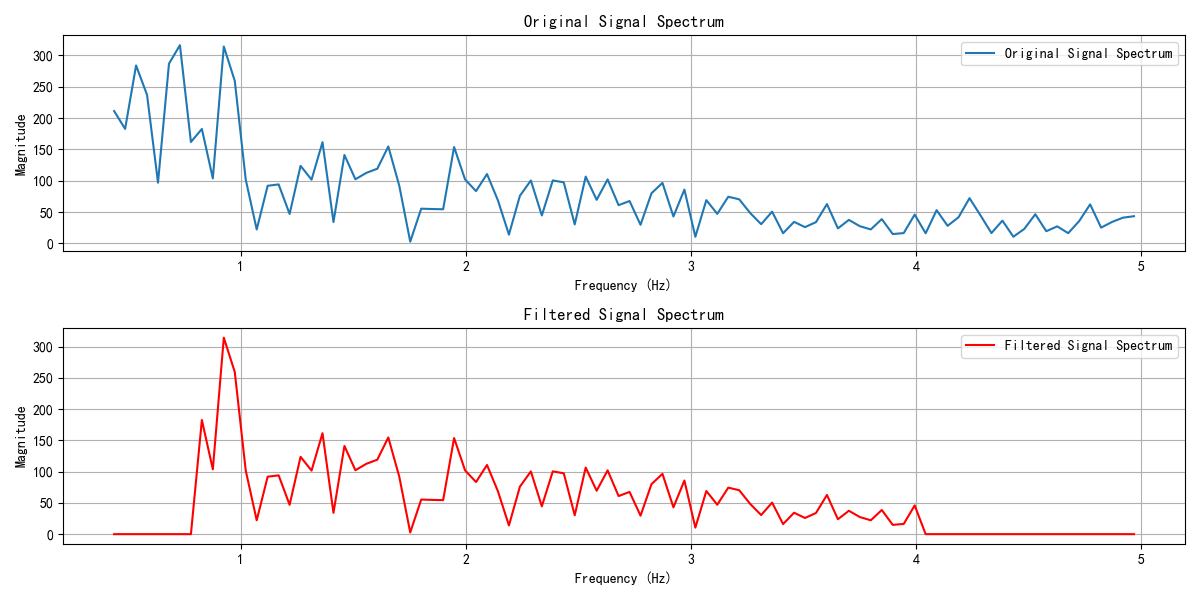 Original Signal Spectrum
300
250
200
150
100
50
0
Magnitude
Original Signal Spectrum
1 2 3 4 5
Frequency (Hz)
Filtered Signal Spectrum
300
250
200
150
100
50
0
Magnitude
Filtered Signal Spectrum
1 2 3 4 5
Frequency (Hz)